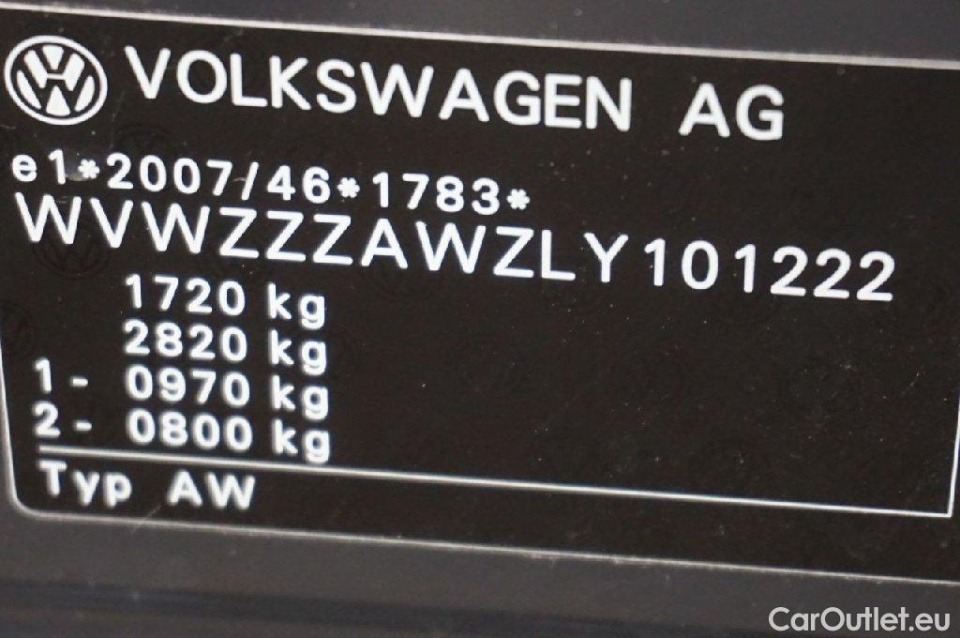 VOLKSWAGEN AG
e1*2007/46*1783*
WVWZZZAWZLY101222
1720 kg
2820 kg
1- 0970 kg
2- 0800 kg
Typ AW
CarOutlet.eu